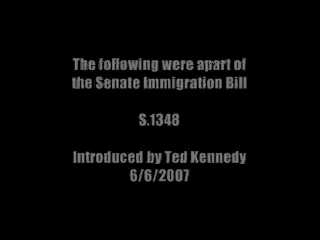 The following were apart of
the Senate Immigration Bill
S.1348
Introduced by Ted Kennedy
6/6/2007